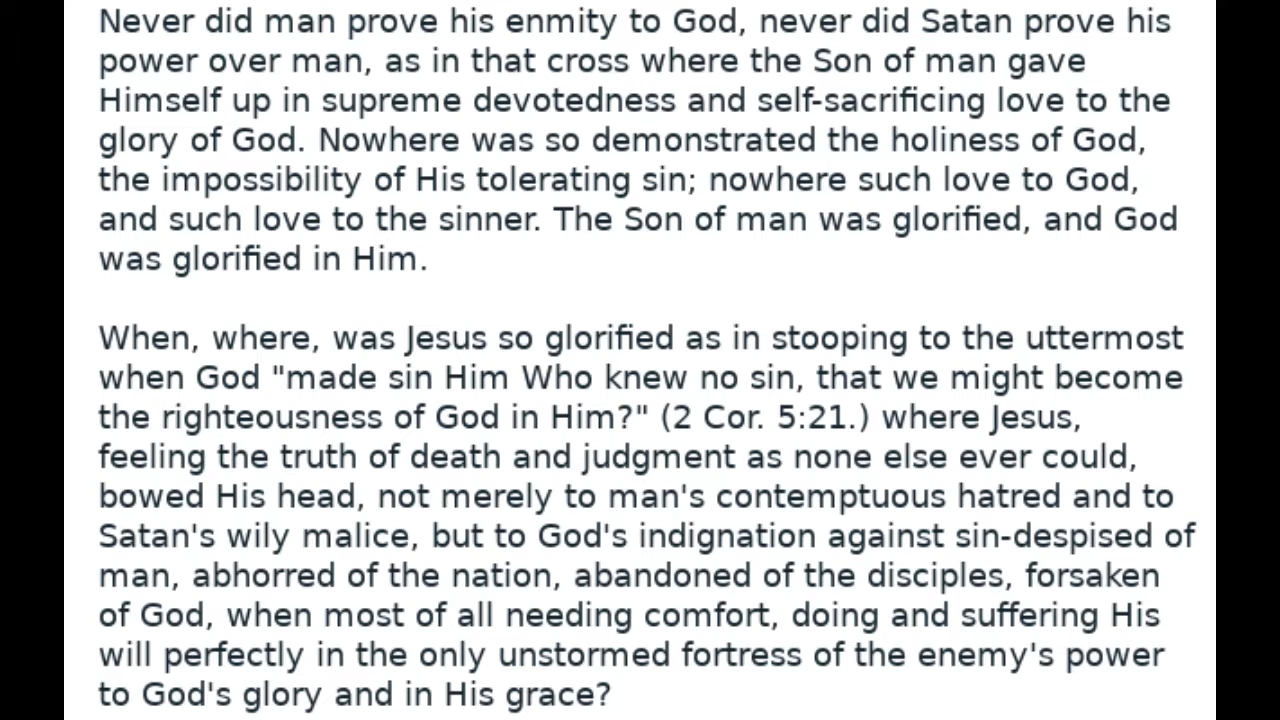 Never did man prove his enmity to God, never did Satan prove his
power over man, as in that cross where the Son of man gave
Himself up in supreme devotedness and self-sacrificing love to the
glory of God. Nowhere was so demonstrated the holiness of God,
the impossibility of His tolerating sin; nowhere such love to God,
and such love to the sinner. The Son of man was glorified, and God
was glorified in Him.

When, where, was Jesus so glorified as in stooping to the uttermost
when God "made sin Him Who knew no sin, that we might become
the righteousness of God in Him?" (2 Cor. 5:21.) where Jesus,
feeling the truth of death and judgment as none else ever could,
bowed His head, not merely to man's contemptuous hatred and to
Satan's wily malice, but to God's indignation against sin-despised of
man, abhorred of the nation, abandoned of the disciples, forsaken
of God, when most of all needing comfort, doing and suffering His
will perfectly in the only unstormed fortress of the enemy's power
to God's glory and in His grace?